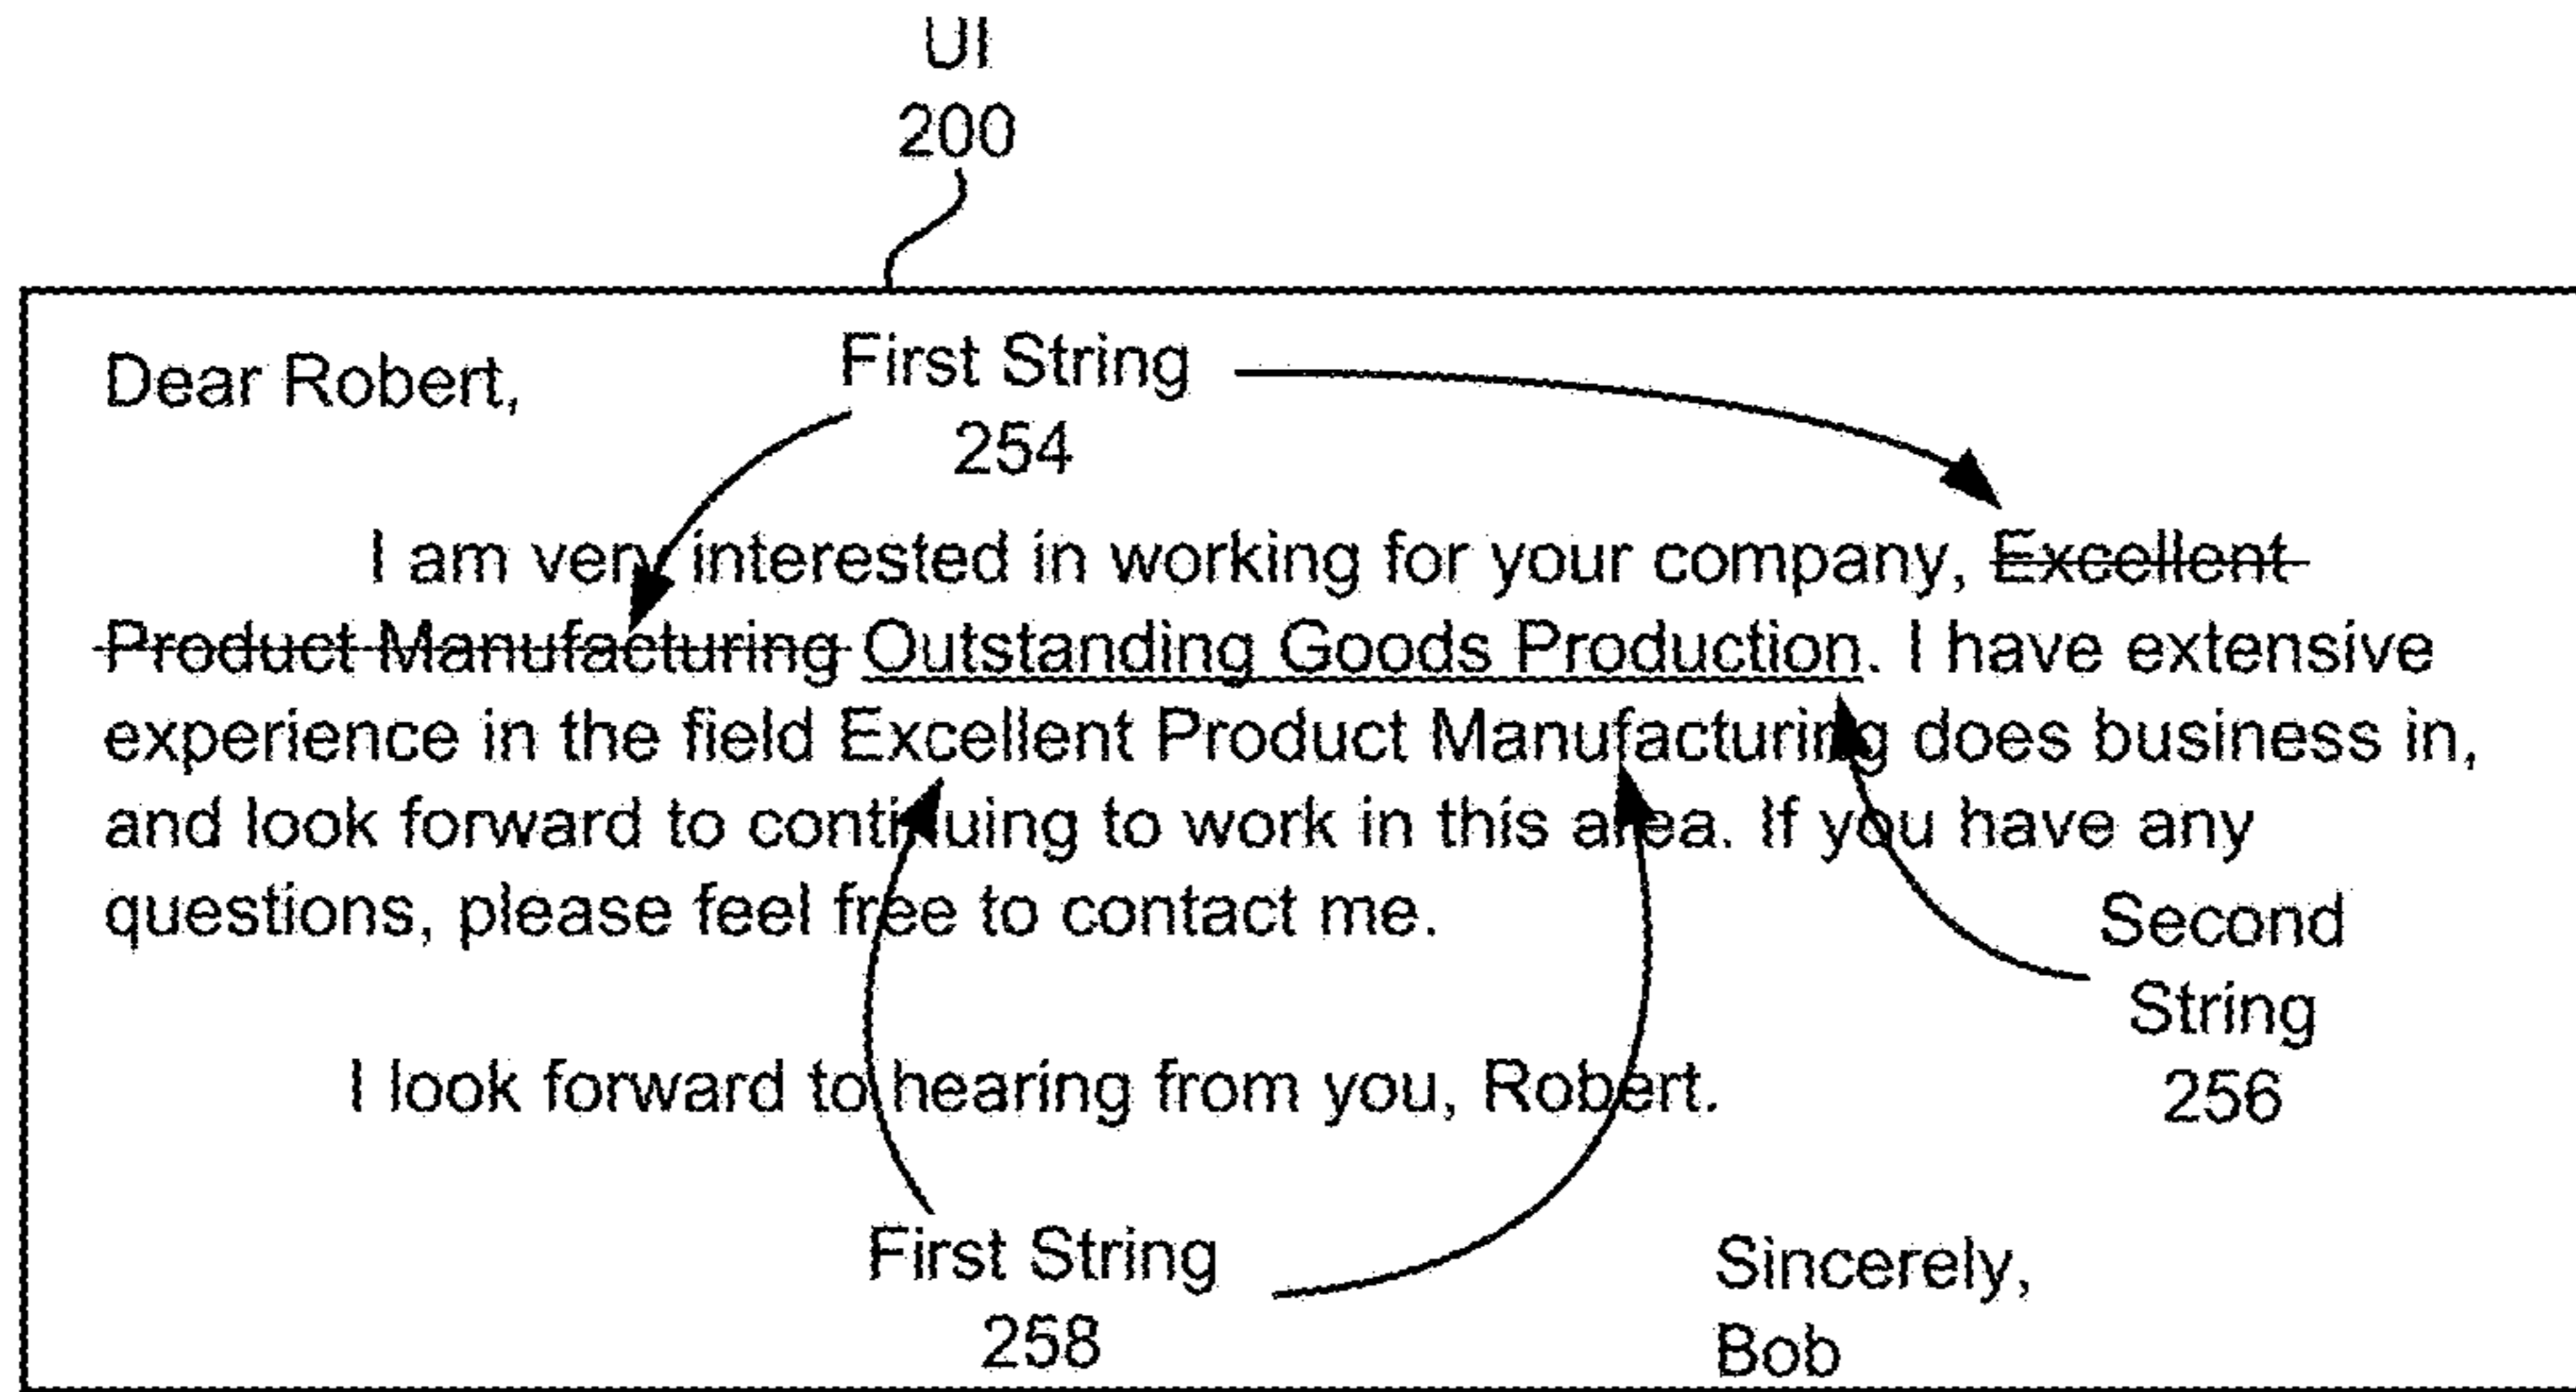 UI
200
Dear Robert,
First String
254
I am very interested in working for your company, Excellent
Product Manufacturing Outstanding Goods Production. I have extensive
experience in the field Excellent Product Manufacturing does business in,
and look forward to continuing to work in this area. If you have any
questions, please feel free to contact me.
Second
String
256
I look forward to hearing from you, Robert.
First String
258
Sincerely,
Bob